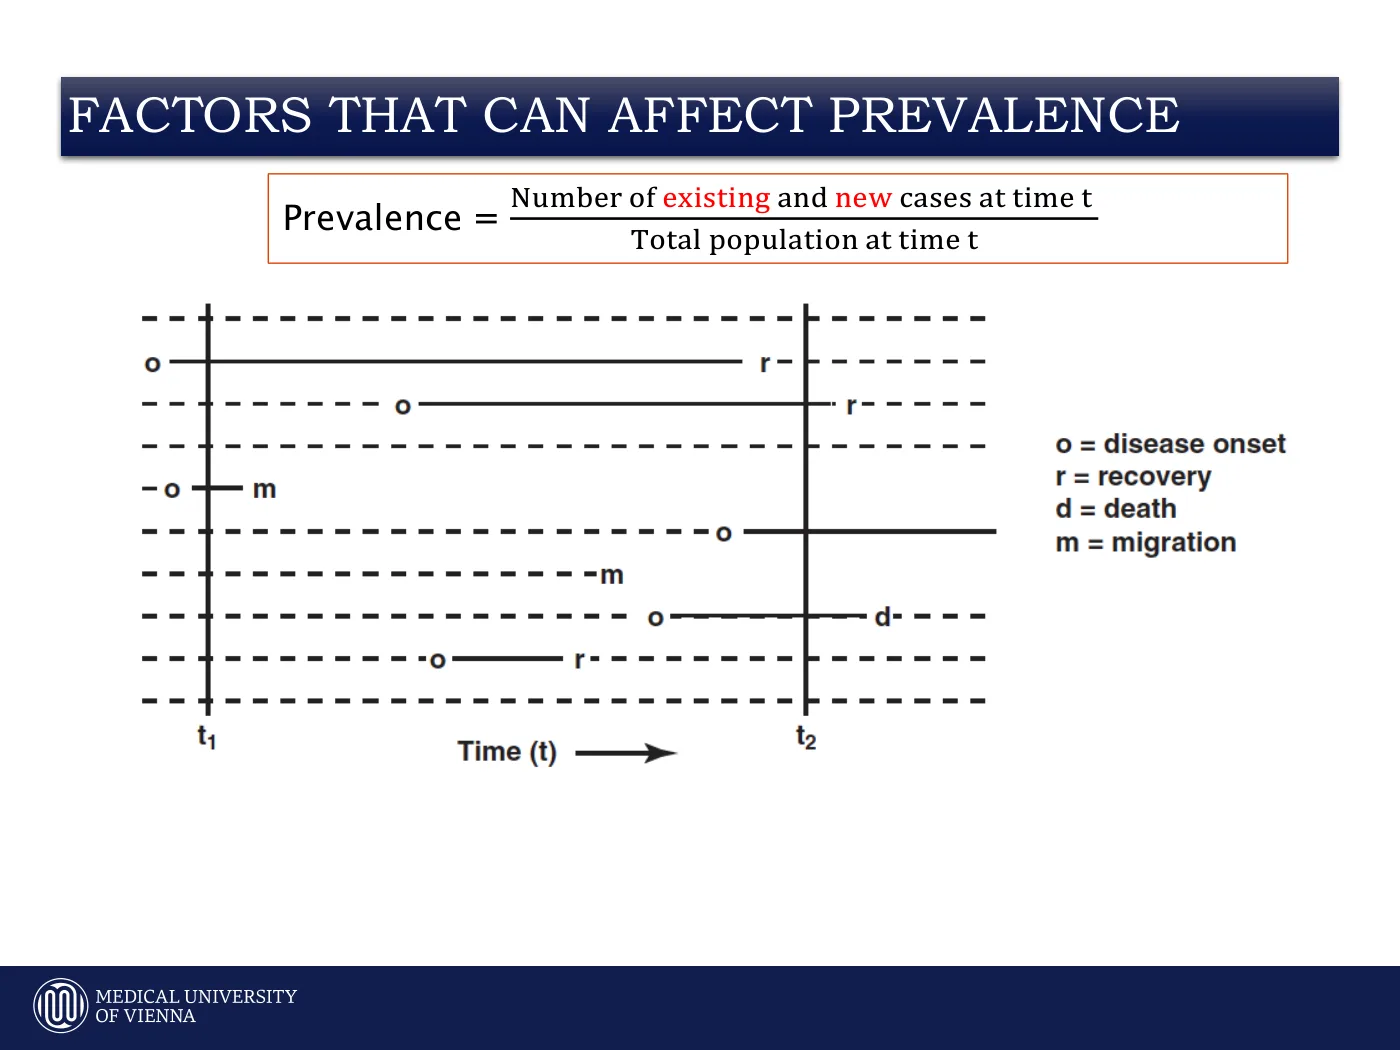 FACTORS THAT CAN AFFECT PREVALENCE
Prevalence = Number of existing and new cases at time t
Total population at time t
o r
o r
o m
o
m
o d
o r
t1 t2
Time (t)
o = disease onset
r = recovery
d = death
m = migration
MEDICAL UNIVERSITY
OF VIENNA